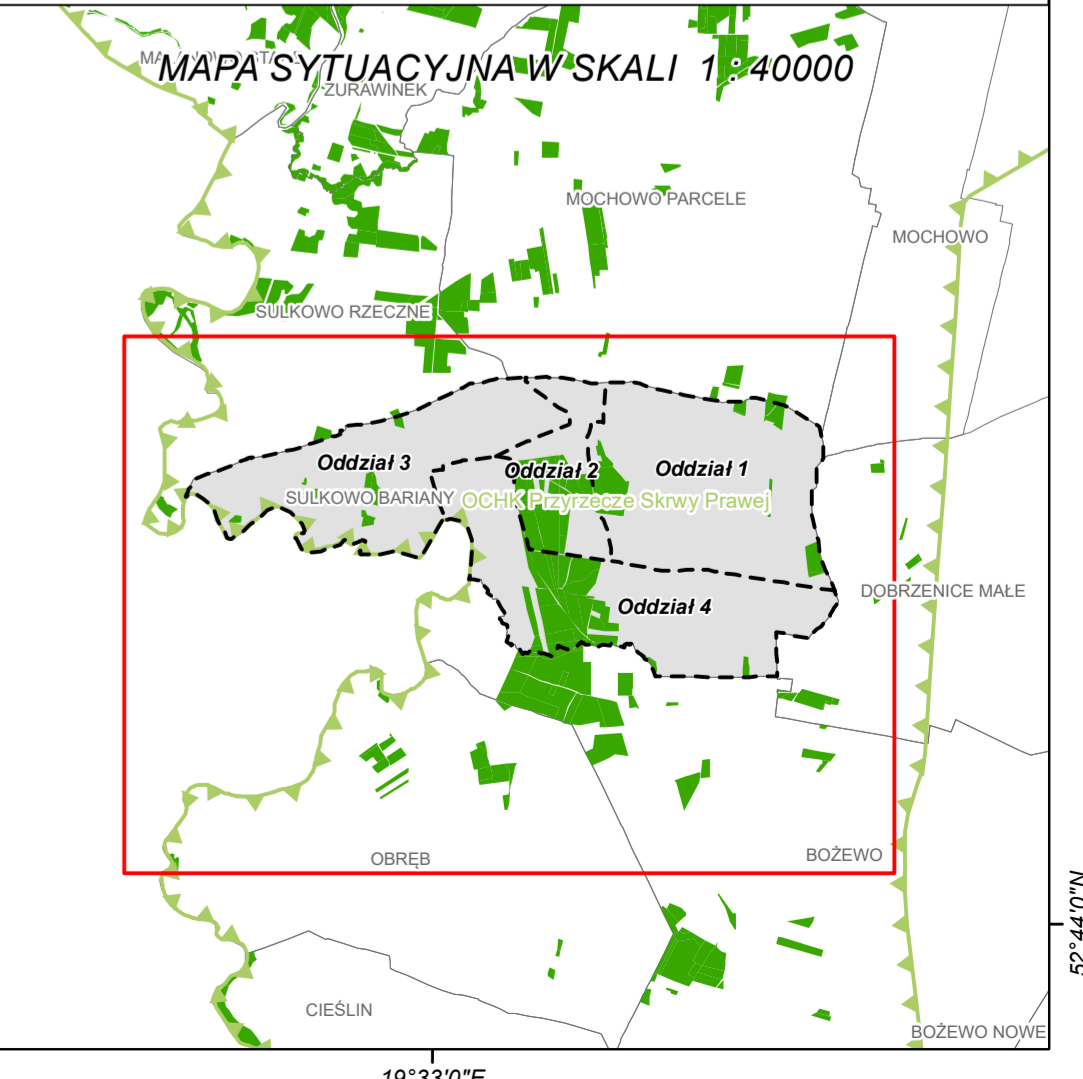 MAPA SYTUACYJNA W SKALI 1 : 40000
ZURAWINEK
MOCHOWO PARCELE
MOCHOWO
SULKOWO RZECZNE
Oddział 3
Oddział 2
Oddział 1
SULKOWO BARIANY
OCHK Przyrzecze Skrwy Prawej
DOBRZENICE MAŁE
Oddział 4
OBRĘB
BOŻEWO
52°44'0"N
CIEŚLIN
BOŻEWO NOWE
19°33'0"E